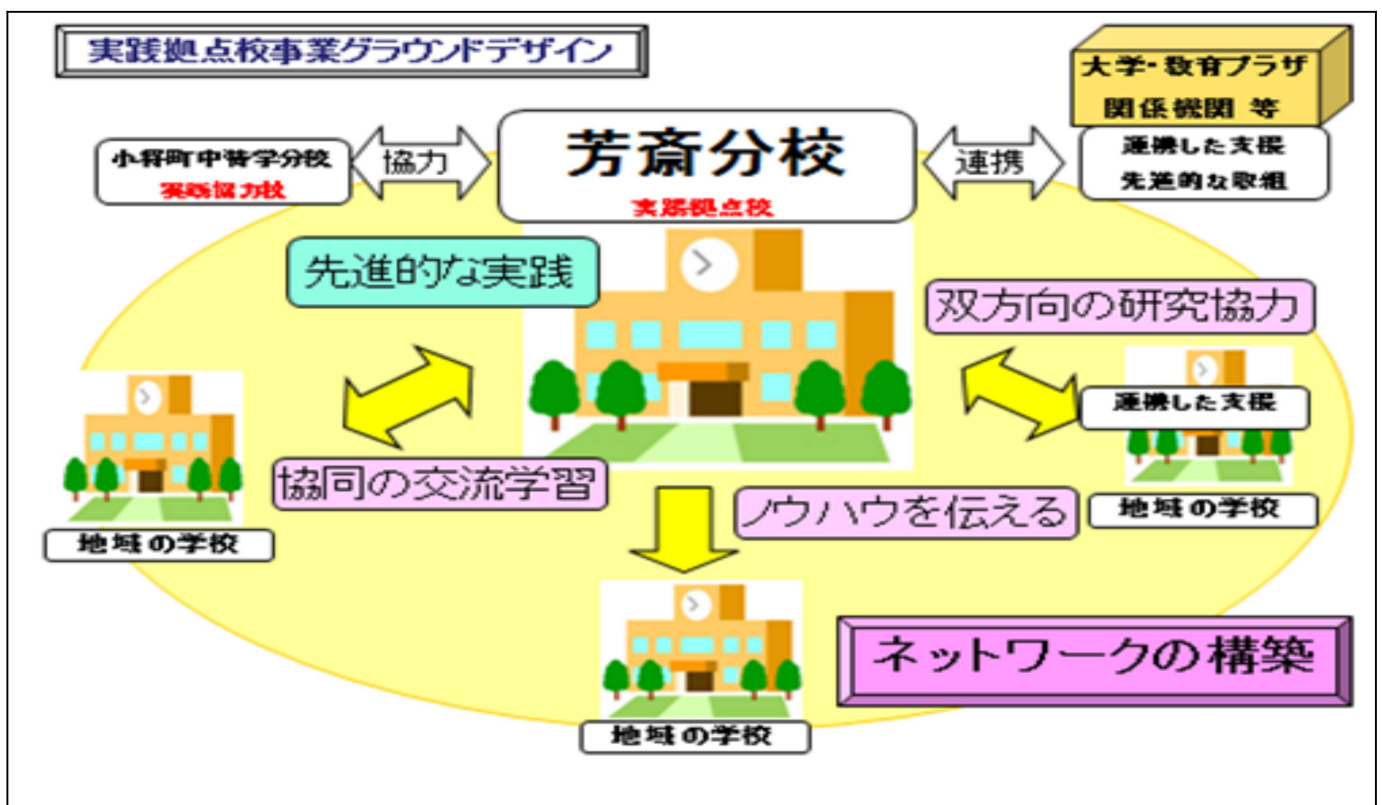 実践拠点校事業グラウンドデザイン
大学・教育プラザ
関係機関 等
小将町中特学分校
実践協力校
協力
芳斎分校
実践拠点校
連携
連携した支援
先進的な取組
先進的な実践
双方向の研究協力
連携した支援
協同の交流学習
ノウハウを伝える
地域の学校
地域の学校
ネットワークの構築
地域の学校